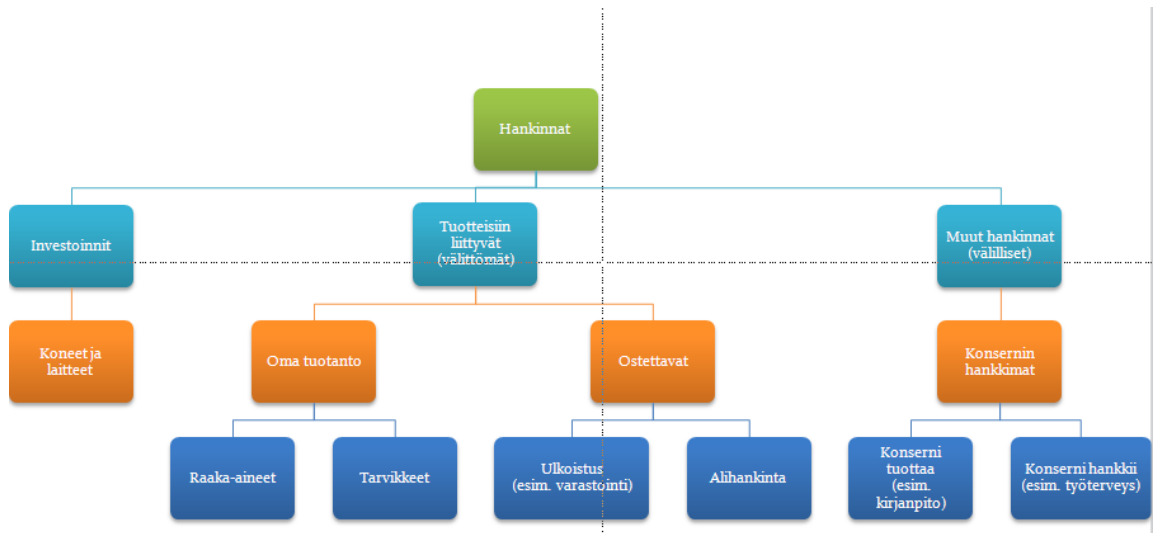 Hankinnat
Investoinnit
Tuotteisiin
liittyvät
(välittömät)
Muut hankinnat
(välilliset)
Koneet ja
laitteet
Oma tuotanto
Ostettavat
Konsernin
hankkimat
Raaka-aineet
Tarvikkeet
Ulkoistus
(esim. varastointi)
Alihankinta
Konserni
tuottaa
(esim.
kirjanpito)
Konserni hankkii
(esim. työterveys)